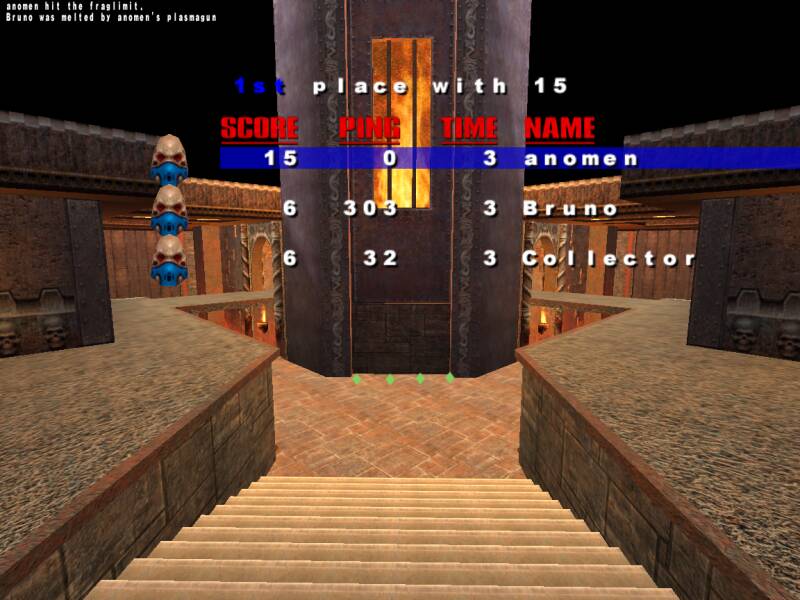 anomen hit the fraglimit.
Bruno was melted by anomen's plasmagun
1st place with 15
SCORE PING TIME NAME
15 0 3 anomen
6 303 3 Bruno
6 32 3 Collector